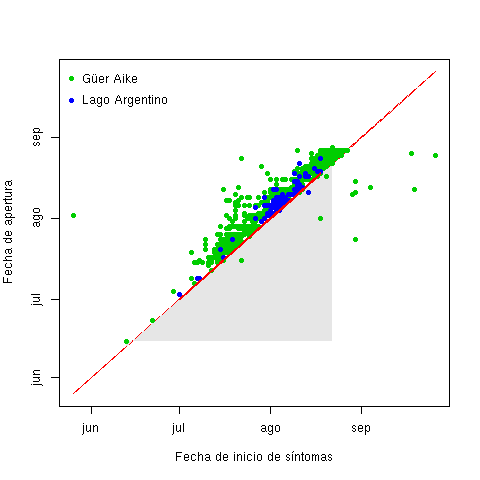 Güer Aike
Lago Argentino
Fecha de apertura
sep
ago
jul
jun
jun jul ago sep
Fecha de inicio de síntomas